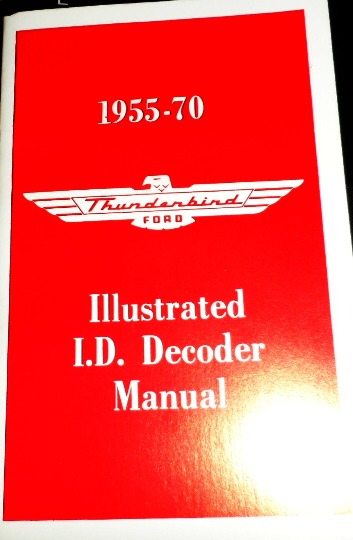 1955-70
Thunderbird
FORD
Illustrated
I.D. Decoder
Manual